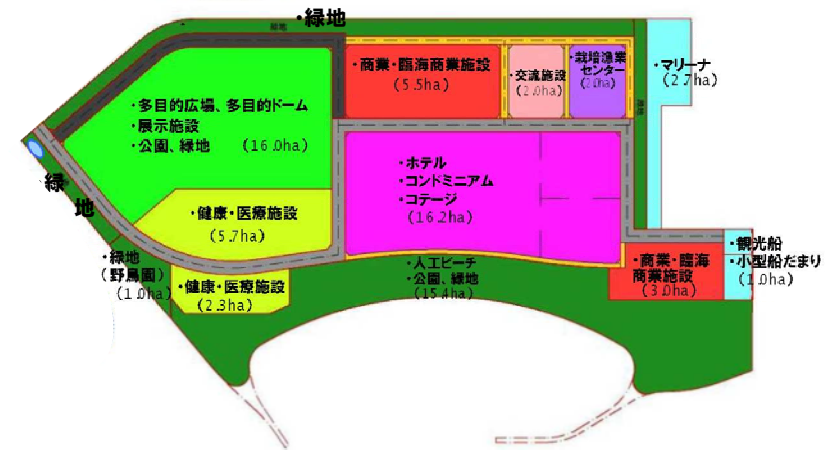 ・緑地
緑地
・商業・臨海商業施設
(5.5ha)
・交流施設
(2.0ha)
・栽培漁業
センター
(2.0ha)
・マリーナ
(2.7ha)
・多目的広場、多目的ドーム
・展示施設
・公園、緑地 (16.0ha)
緑地
・ホテル
・コンドミニアム
・コテージ
(16.2ha)
緑
地
・健康・医療施設
(5.7ha)
・緑地
(野鳥園)
(1.0ha)
・健康・医療施設
(2.3ha)
・人工ビーチ
・公園、緑地
(15.4ha)
・商業・臨海
商業施設
(3.0ha)
・観光船
・小型船だまり
(1.0ha)